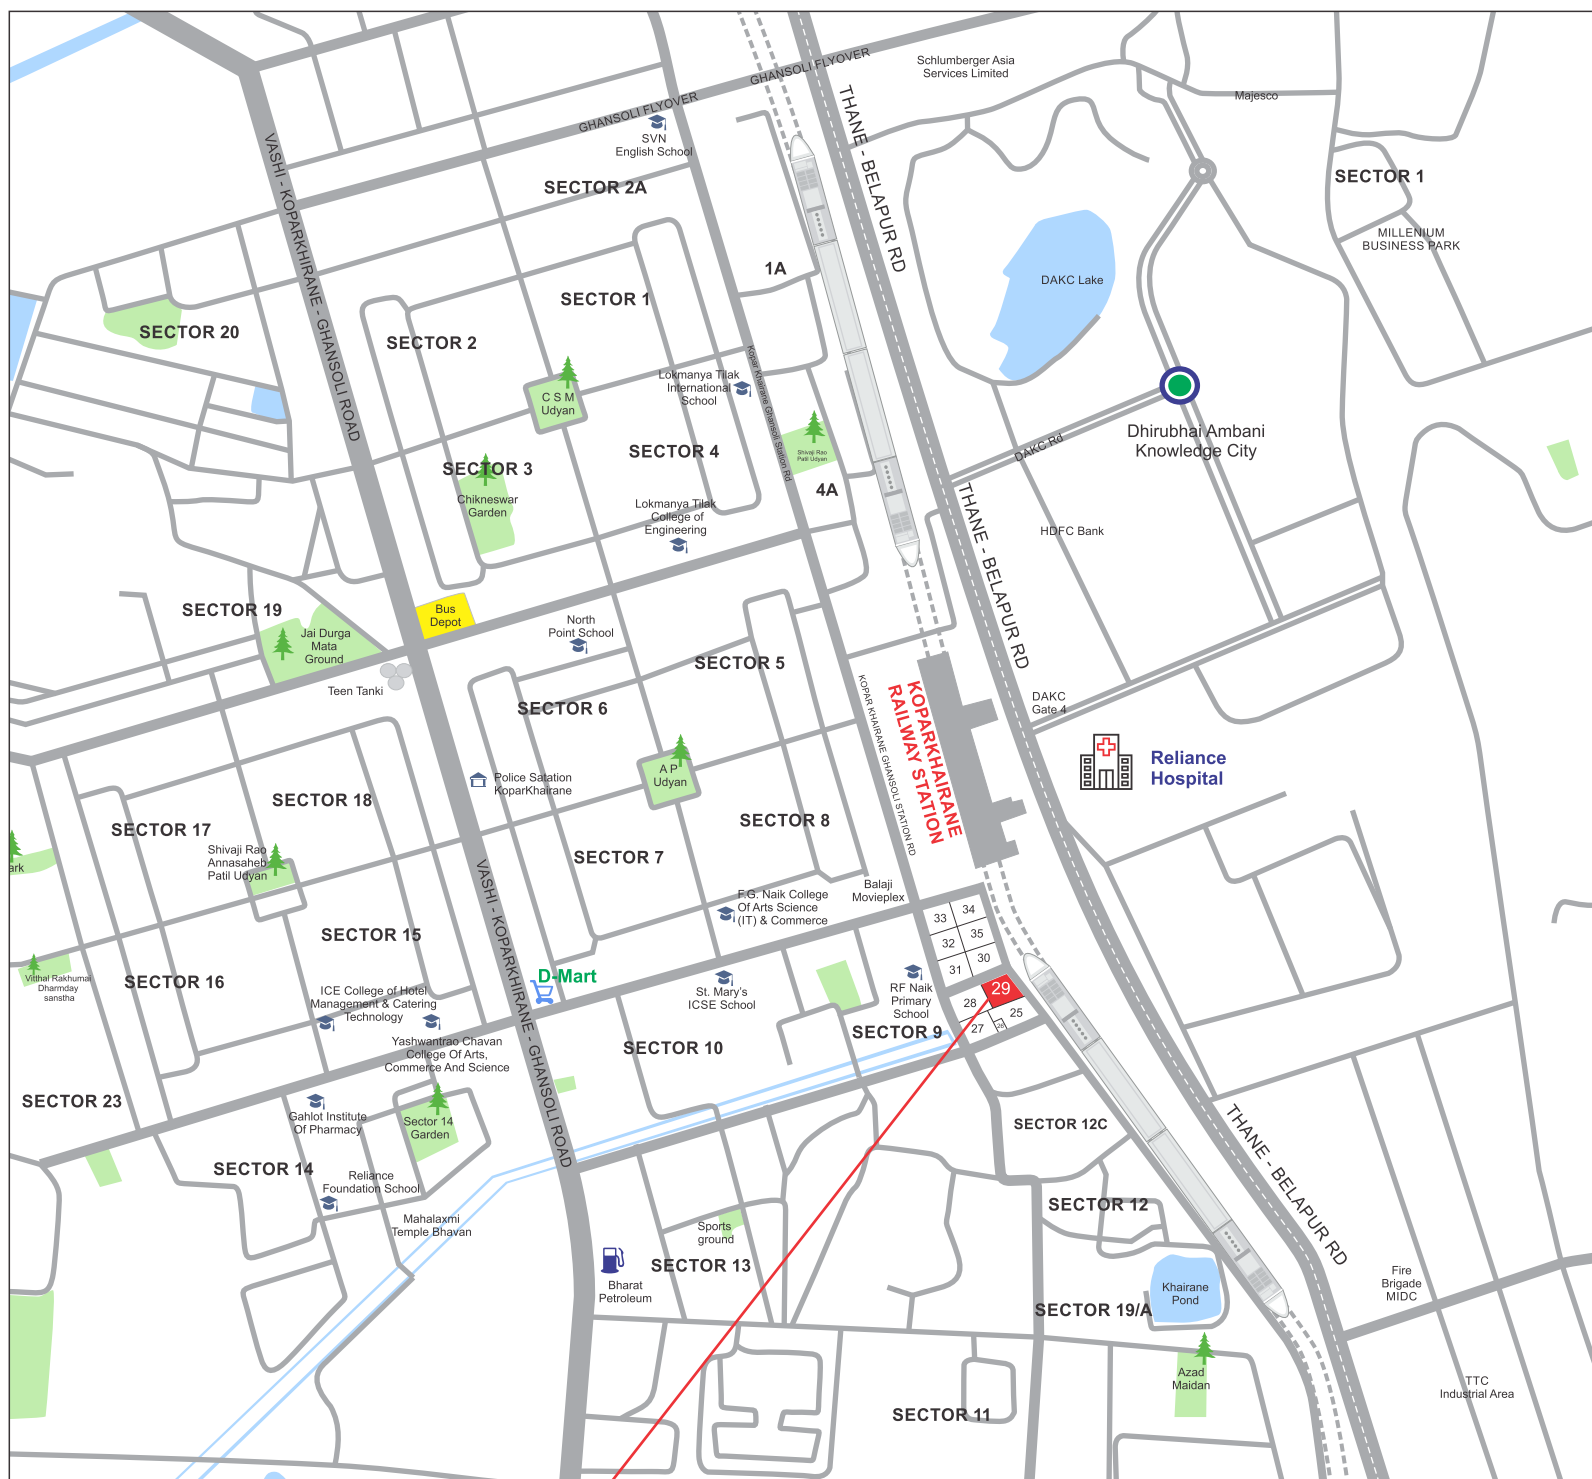 Schlumberger Asia
Services Limited
GHANSOLI FLYOVER
GHANSOLI FLYOVER
Majesco
SVN
English School
SECTOR 2A
THANE - BELAPUR RD
SECTOR 1
MILLENIUM
BUSINESS PARK
VASHI - KOPARKHIRANE - GHANSOLI ROAD
1A
DAKC Lake
SECTOR 1
SECTOR 20
SECTOR 2
Lokmanya Tilak
International
School
Kopar Khairane Ghansoli Station Rd
C S M
Udyan
Dhirubhai Ambani
Knowledge City
DAKC Rd
SECTOR 3
SECTOR 4
Shivaji Rao
Patil Udyan
4A
Chikneswar
Garden
Lokmanya Tilak
College of
Engineering
HDFC Bank
THANE - BELAPUR RD
SECTOR 19
Bus
Depot
Jai Durga
Mata
Ground
North
Point School
Teen Tanki
SECTOR 5
SECTOR 6
KOPAR KHAIRANE GHANSOLI STATION RD
KOPARKHAIRANE
RAILWAY STATION
DAKC
Gate 4
Reliance
Hospital
A P
Udyan
Police Satation
KoparKhairane
SECTOR 18
SECTOR 17
SECTOR 8
SECTOR 7
Shivaji Rao
Annasaheb
Patil Udyan
ark
VASHI - KOPARKHIRANE - GHANSOLI ROAD
F.G. Naik College
Of Arts Science
(IT) & Commerce
Balaji
Movieplex
33
34
32
35
31
30
29
28
25
27
26
SECTOR 15
SECTOR 16
Vitthal Rakhumai
Dharmday
sanstha
D-Mart
ICE College of Hotel
Management & Catering
Technology
St. Mary's
ICSE School
RF Naik
Primary
School
SECTOR 9
SECTOR 10
Yashwantrao Chavan
College Of Arts,
Commerce And Science
SECTOR 23
Gahlot Institute
Of Pharmacy
Sector 14
Garden
SECTOR 12C
THANE - BELAPUR RD
SECTOR 14
Reliance
Foundation School
Mahalaxmi
Temple Bhavan
SECTOR 12
Sports
ground
SECTOR 13
Bharat
Petroleum
Khairane
Pond
SECTOR 19/A
Fire
Brigade
MIDC
Azad
Maidan
TTC
Industrial Area
SECTOR 11